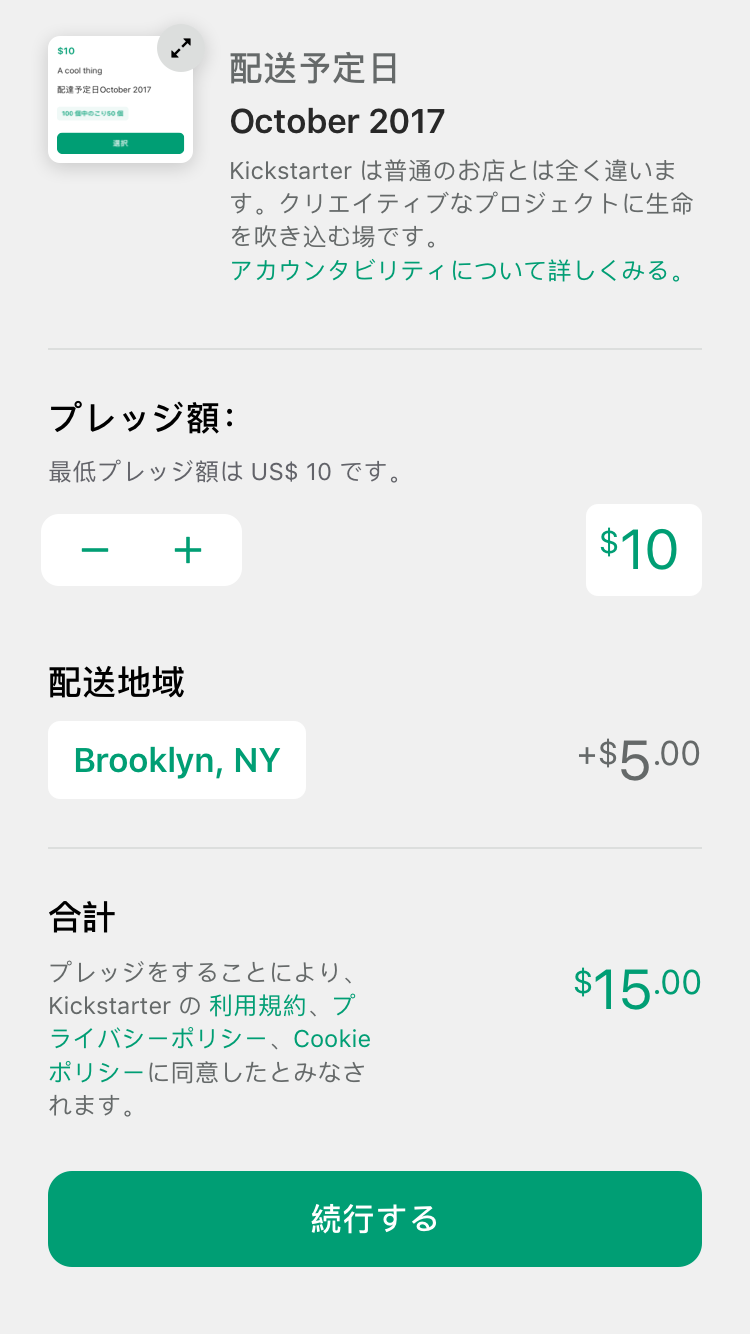 $10
A cool thing
配達予定日October 2017
100 個中のこり50 個
選択
配送予定日
October 2017
Kickstarter は普通のお店とは全く違いま
す。クリエイティブなプロジェクトに生命
を吹き込む場です。
アカウンタビリティについて詳しくみる。
プレッジ額：
最低プレッジ額は US$ 10 です。
− +
$10
配送地域
Brooklyn, NY
+$5.00
合計
プレッジをすることにより、
Kickstarter の 利用規約、プ
ライバシーポリシー、Cookie
ポリシーに同意したとみなさ
れます。
$15.00
続行する